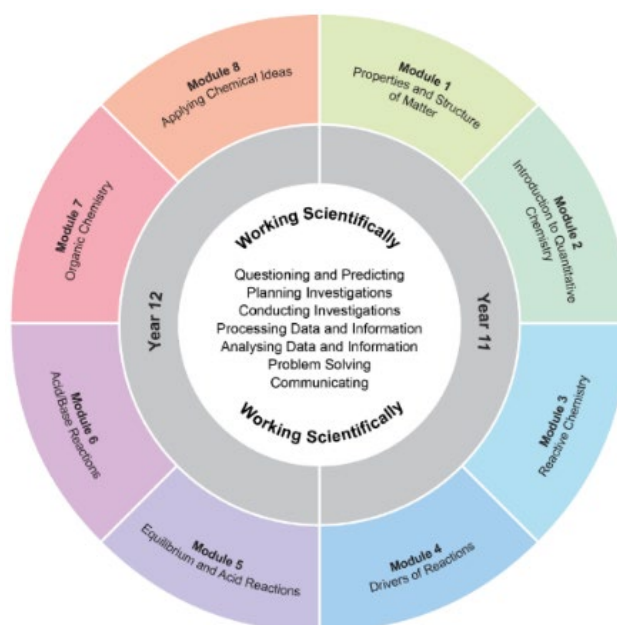 Module 1
Properties and Structure
of Matter
Module 2
Introduction to Quantitative
Chemistry
Module 3
Reactive Chemistry
Module 4
Drivers of Reactions
Module 5
Equilibrium and Acid Reactions
Module 6
Acid/Base Reactions
Module 7
Organic Chemistry
Module 8
Applying Chemical Ideas
Year 11
Year 12
Working Scientifically
Questioning and Predicting
Planning Investigations
Conducting Investigations
Processing Data and Information
Analysing Data and Information
Problem Solving
Communicating
Working Scientifically